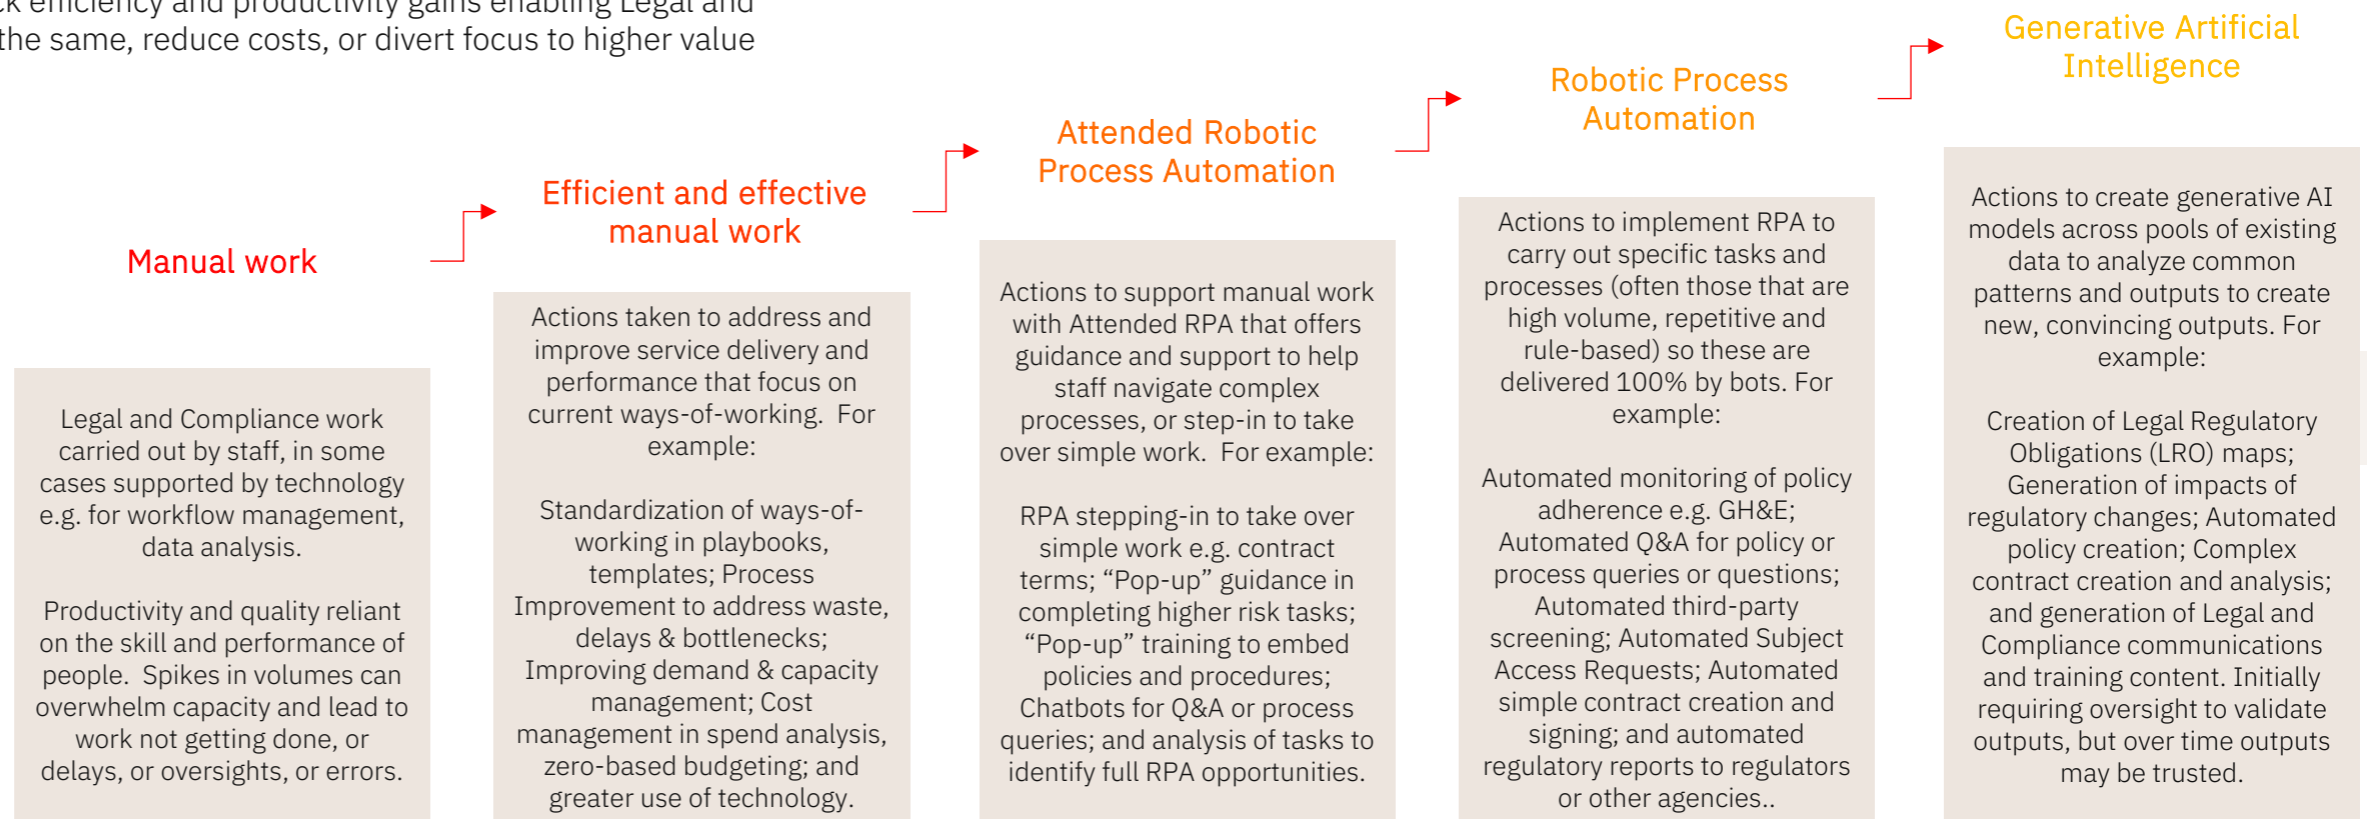 ck efficiency and productivity gains enabling Legal and
the same, reduce costs, or divert focus to higher value
Manual work
Legal and Compliance work
carried out by staff, in some
cases supported by technology
e.g. for workflow management,
data analysis.
Productivity and quality reliant
on the skill and performance of
people.  Spikes in volumes can
overwhelm capacity and lead to
work not getting done, or
delays, or oversights, or errors.
Efficient and effective
manual work
Actions taken to address and
improve service delivery and
performance that focus on
current ways-of-working.  For
example:
Standardization of ways-of-
working in playbooks,
templates; Process
Improvement to address waste,
delays & bottlenecks;
Improving demand & capacity
management; Cost
management in spend analysis,
zero-based budgeting; and
greater use of technology.
Attended Robotic
Process Automation
Actions to support manual work
with Attended RPA that offers
guidance and support to help
staff navigate complex
processes, or step-in to take
over simple work.  For example:
RPA stepping-in to take over
simple work e.g. contract
terms; “Pop-up” guidance in
completing higher risk tasks;
“Pop-up” training to embed
policies and procedures;
Chatbots for Q&A or process
queries; and analysis of tasks to
identify full RPA opportunities.
Robotic Process
Automation
Actions to implement RPA to
carry out specific tasks and
processes (often those that are
high volume, repetitive and
rule-based) so these are
delivered 100% by bots. For
example:
Automated monitoring of policy
adherence e.g. GH&E;
Automated Q&A for policy or
process queries or questions;
Automated third-party
screening; Automated Subject
Access Requests; Automated
simple contract creation and
signing; and automated
regulatory reports to regulators
or other agencies..
Generative Artificial
Intelligence
Actions to create generative AI
models across pools of existing
data to analyze common
patterns and outputs to create
new, convincing outputs. For
example:
Creation of Legal Regulatory
Obligations (LRO) maps;
Generation of impacts of
regulatory changes; Automated
policy creation; Complex
contract creation and analysis;
and generation of Legal and
Compliance communications
and training content. Initially
requiring oversight to validate
outputs, but over time outputs
may be trusted.